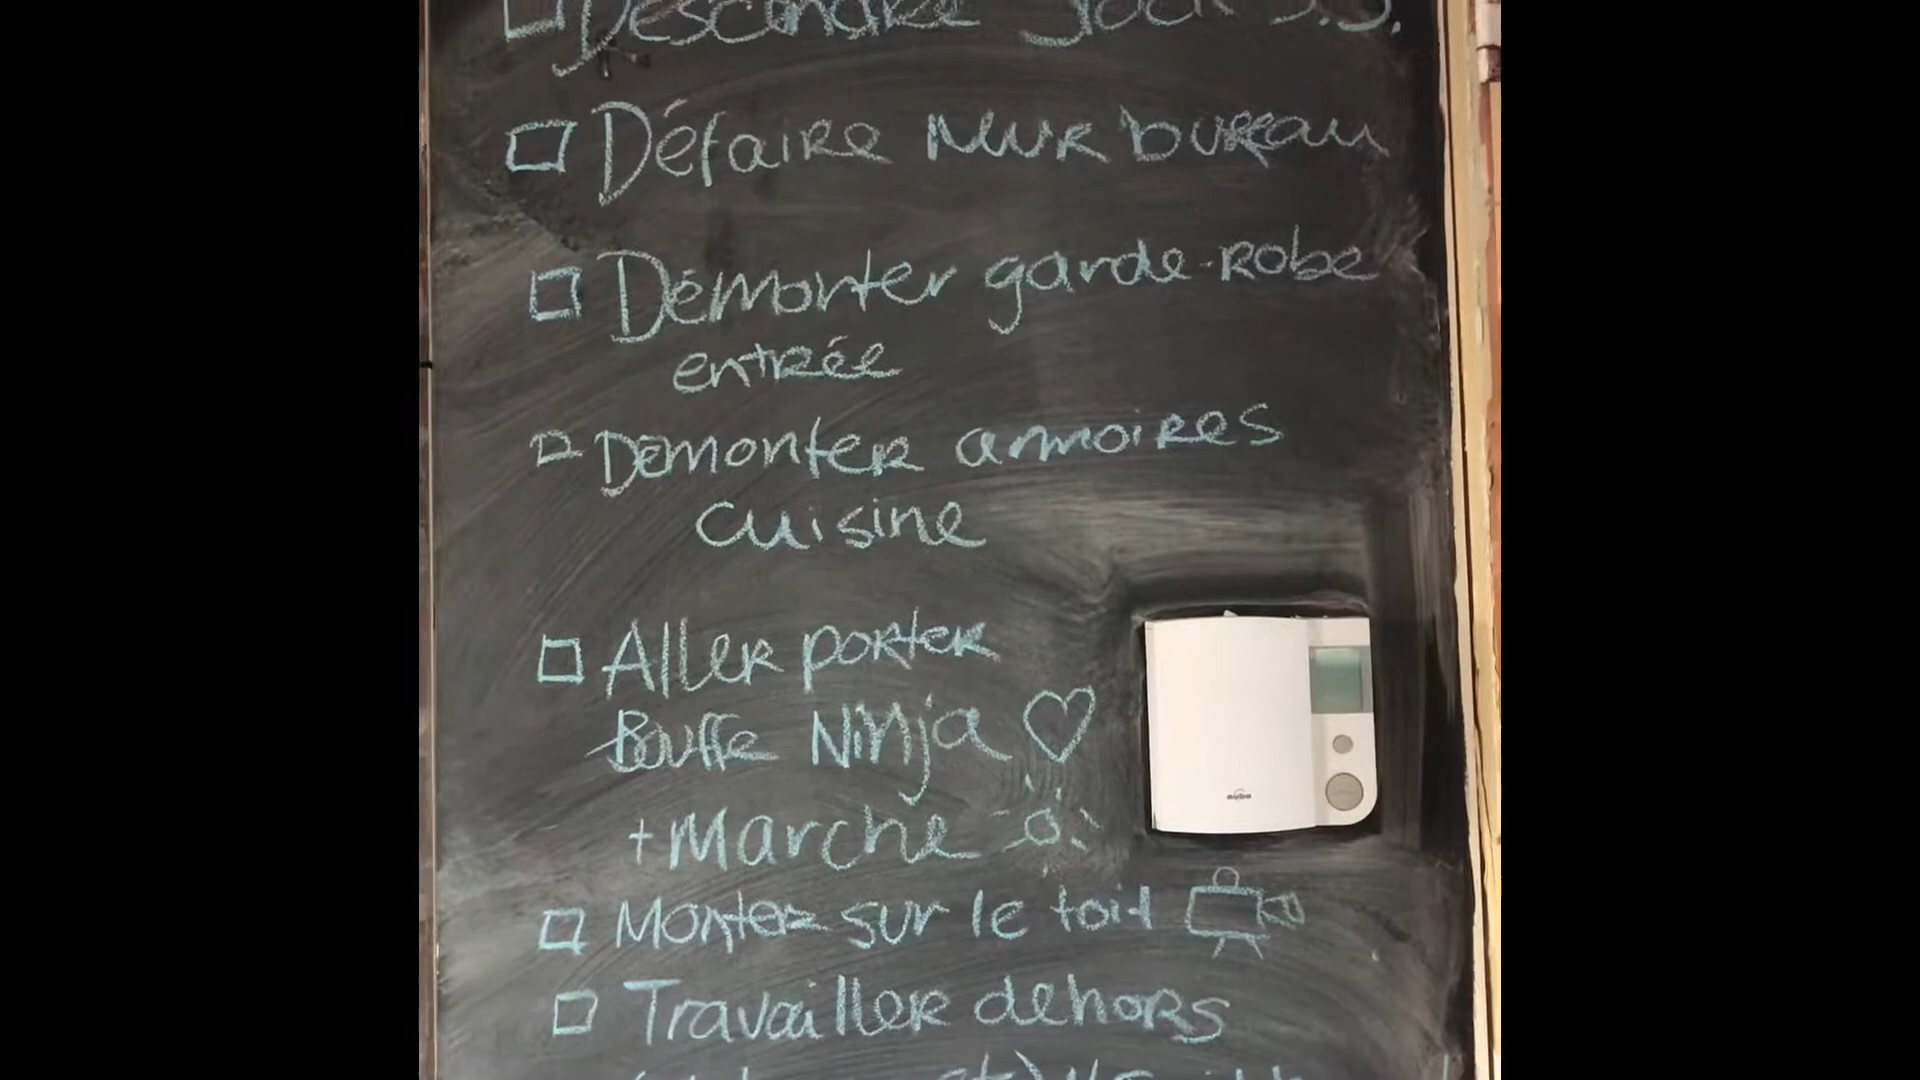 Descendre
Défaire mur bureau
Démonter garde-robe
entrée
Démonter armoires
cuisine
Aller porter
Bouffe Ninja
+ Marche
Monter sur le toit
Travailler dehors